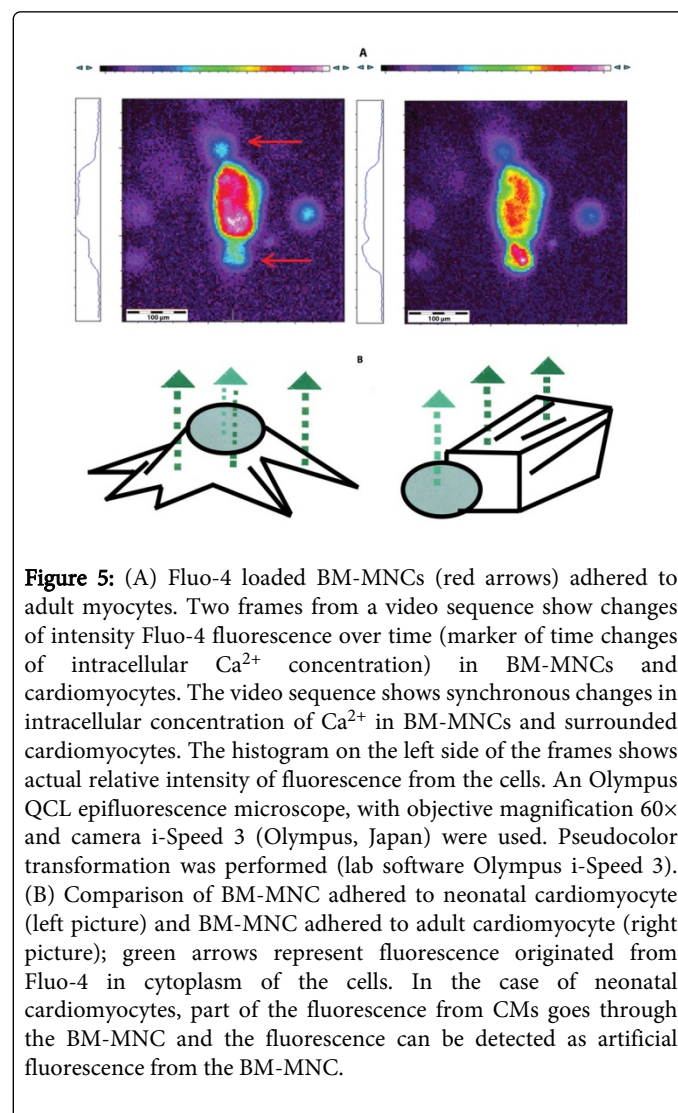 A
100 μm
100 μm
B
Figure 5: (A) Fluo-4 loaded BM-MNCs (red arrows) adhered to
adult myocytes. Two frames from a video sequence show changes
of intensity Fluo-4 fluorescence over time (marker of time changes
of intracellular Ca²⁺ concentration) in BM-MNCs and
cardiomyocytes. The video sequence shows synchronous changes in
intracellular concentration of Ca²⁺ in BM-MNCs and surrounded
cardiomyocytes. The histogram on the left side of the frames shows
actual relative intensity of fluorescence from the cells. An Olympus
QCL epifluorescence microscope, with objective magnification 60×
and camera i-Speed 3 (Olympus, Japan) were used. Pseudocolor
transformation was performed (lab software Olympus i-Speed 3).
(B) Comparison of BM-MNC adhered to neonatal cardiomyocyte
(left picture) and BM-MNC adhered to adult cardiomyocyte (right
picture); green arrows represent fluorescence originated from
Fluo-4 in cytoplasm of the cells. In the case of neonatal
cardiomyocytes, part of the fluorescence from CMs goes through
the BM-MNC and the fluorescence can be detected as artificial
fluorescence from the BM-MNC.